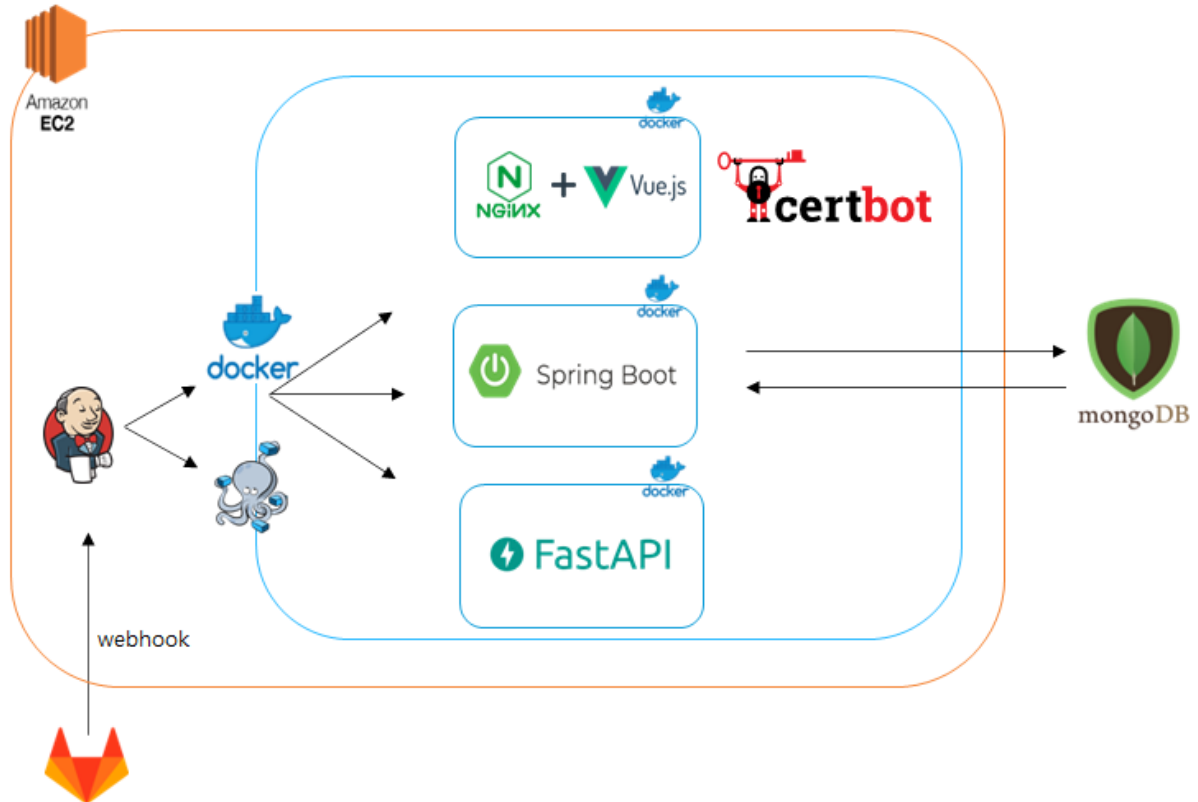 Amazon
EC2
docker
NGiNX + Vue.js
certbot
docker
docker
Spring Boot
mongoDB
docker
FastAPI
webhook